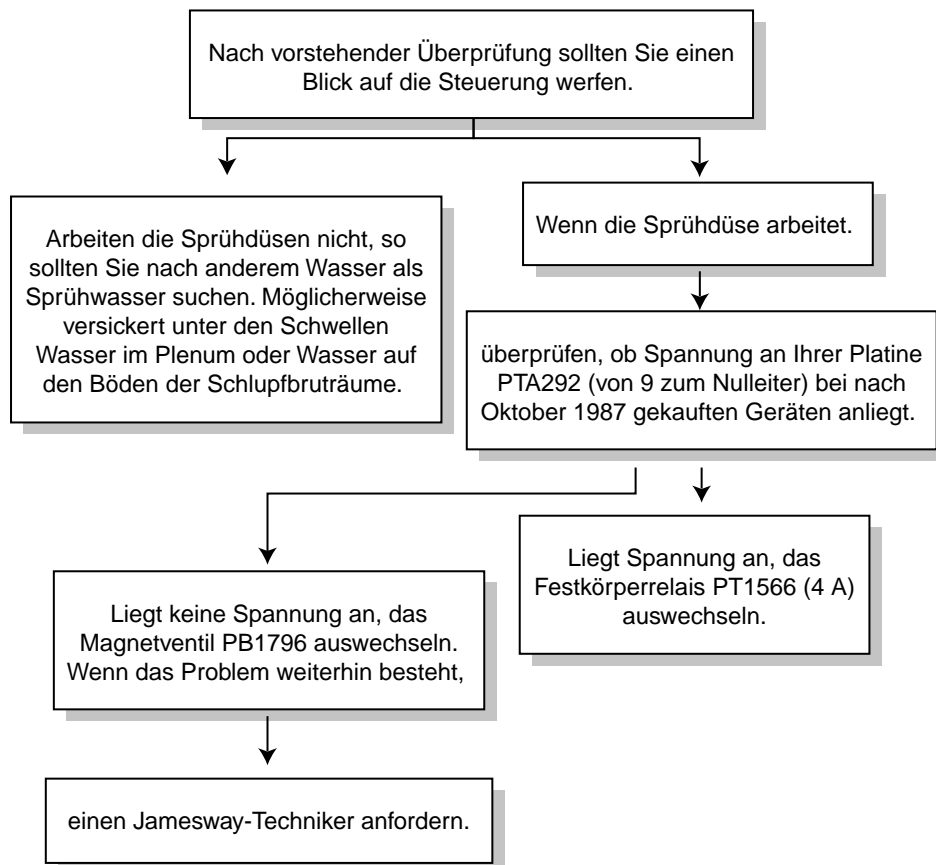 Nach vorstehender Überprüfung sollten Sie einen
Blick auf die Steuerung werfen.
Arbeiten die Sprühdüsen nicht, so
sollten Sie nach anderem Wasser als
Sprühwasser suchen. Möglicherweise
versickert unter den Schwellen
Wasser im Plenum oder Wasser auf
den Böden der Schlupfbruträume.
Wenn die Sprühdüse arbeitet.
überprüfen, ob Spannung an Ihrer Platine
PTA292 (von 9 zum Nulleiter) bei nach
Oktober 1987 gekauften Geräten anliegt.
Liegt Spannung an, das
Festkörperrelais PT1566 (4 A)
auswechseln.
Liegt keine Spannung an, das
Magnetventil PB1796 auswechseln.
Wenn das Problem weiterhin besteht,
einen Jamesway-Techniker anfordern.